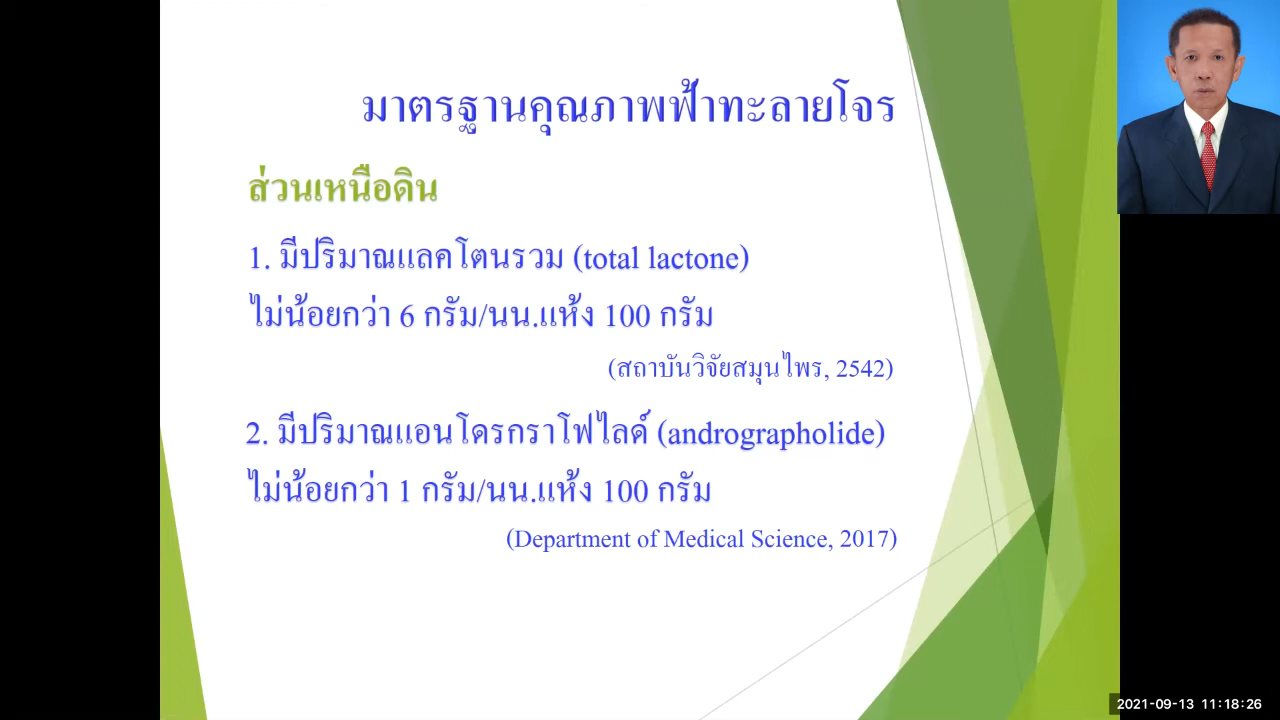 มาตรฐานคุณภาพฟ้าทะลายโจร
ส่วนเหนือดิน
1. มีปริมาณแลคโตนรวม (total lactone)
ไม่น้อยกว่า 6 กรัม/นน.แห้ง 100 กรัม
(สถาบันวิจัยสมุนไพร, 2542)
2. มีปริมาณแอนโดรกราโฟไลด์ (andrographolide)
ไม่น้อยกว่า 1 กรัม/นน.แห้ง 100 กรัม
(Department of Medical Science, 2017)
2021-09-13 11:18:26